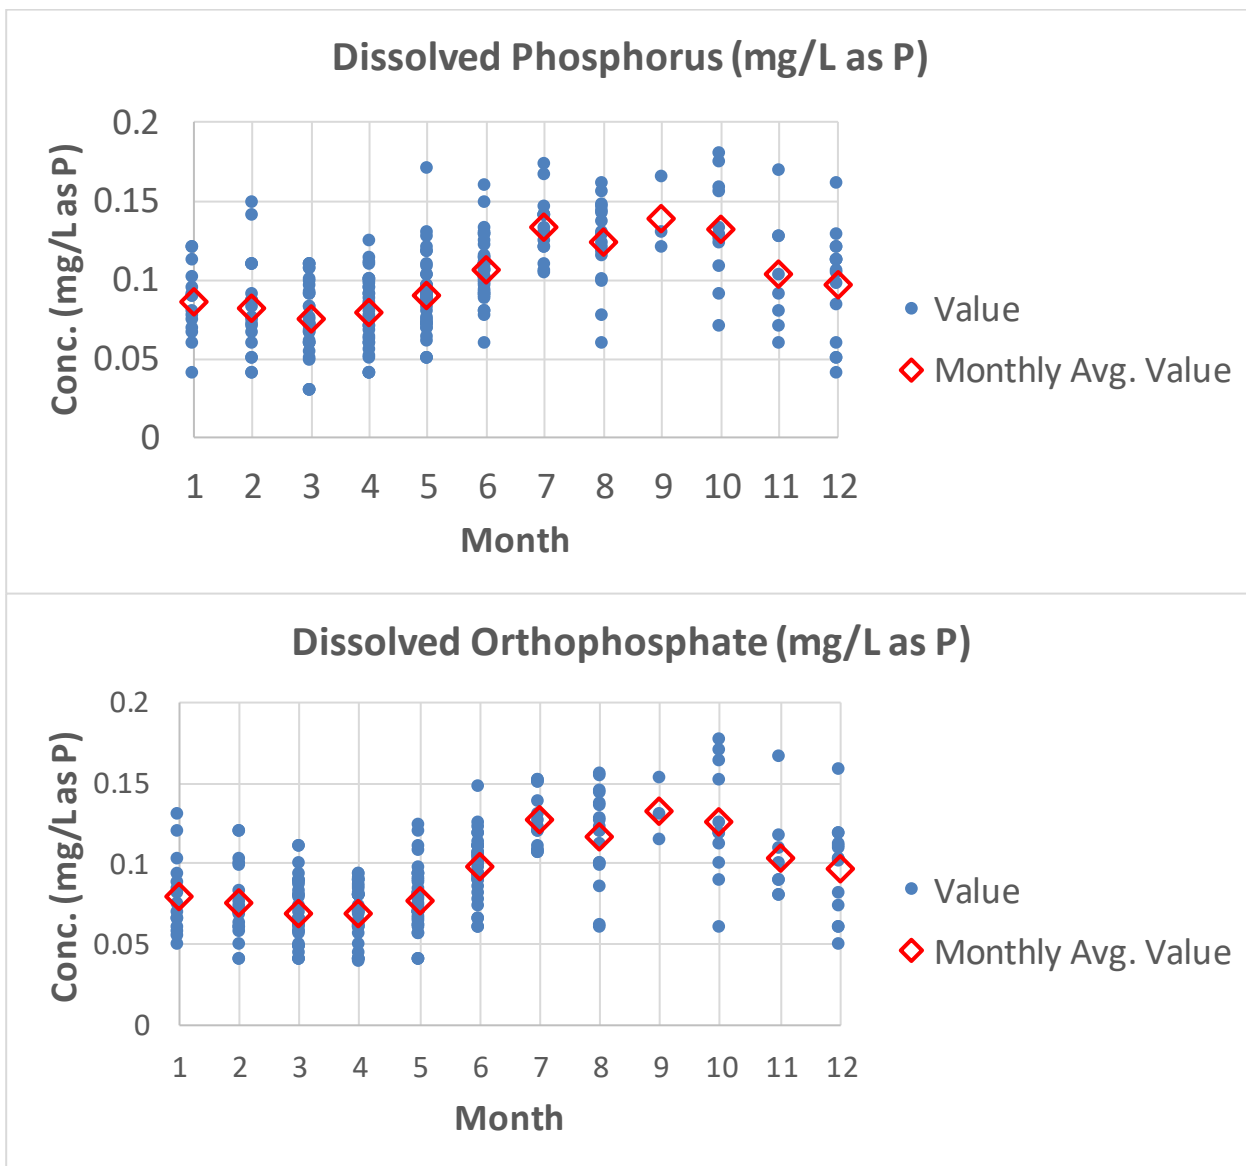 Dissolved Phosphorus (mg/L as P)
Conc. (mg/Las P)
0.2
0.15
0.1
0.05
0
1 2 3 4 5 6 7 8 9 10 11 12
Month
Value
Monthly Avg. Value
Dissolved Orthophosphate (mg/L as P)
Conc. (mg/Las P)
0.2
0.15
0.1
0.05
0
1 2 3 4 5 6 7 8 9 10 11 12
Month
Value
Monthly Avg. Value